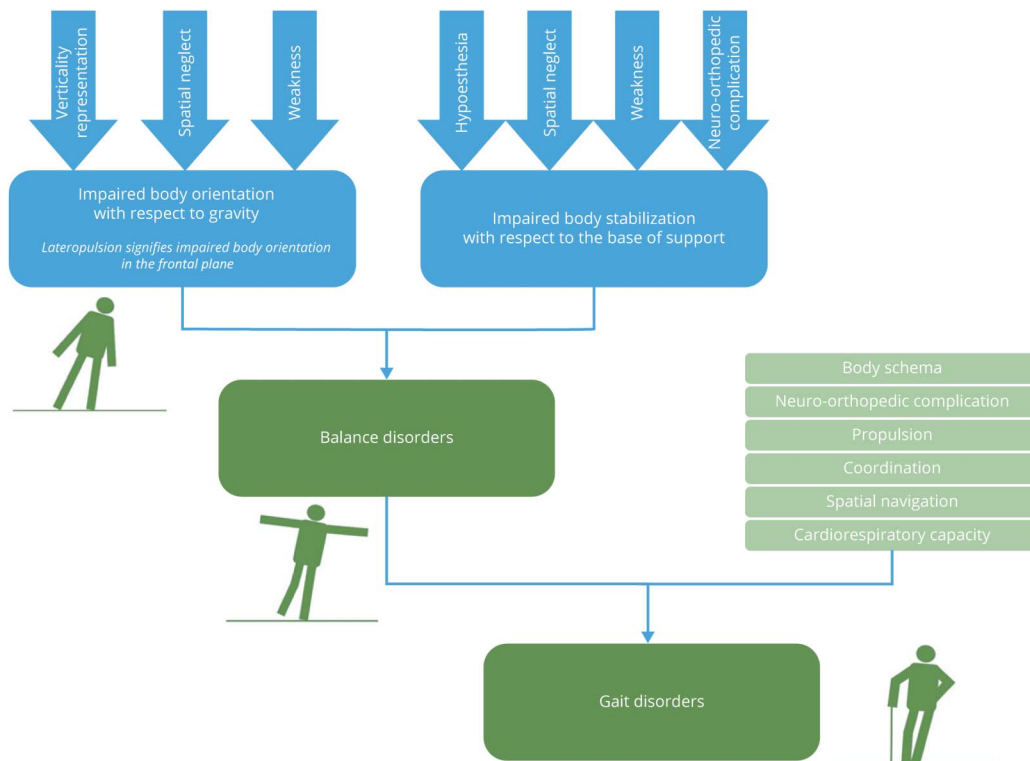 Verticality
representation
Spatial neglect
Weakness
Hypoesthesia
Spatial neglect
Weakness
Neuro-orthopedic
complication
Impaired body orientation
with respect to gravity
Lateropulsion signifies impaired body orientation
in the frontal plane
Impaired body stabilization
with respect to the base of support
Body schema
Neuro-orthopedic complication
Propulsion
Coordination
Spatial navigation
Cardiorespiratory capacity
Balance disorders
Gait disorders